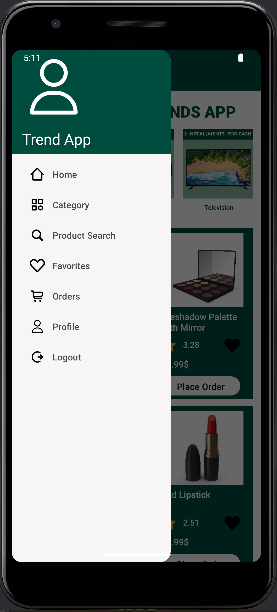 5:11
Trend App
Home
Category
Product Search
Favorites
Orders
Profile
Logout
NDS APP
INSTALLMENTS FOR CASH
Television
eshadow Palette
th Mirror
3.28
.99$
Place Order
d Lipstick
2.51
.99$